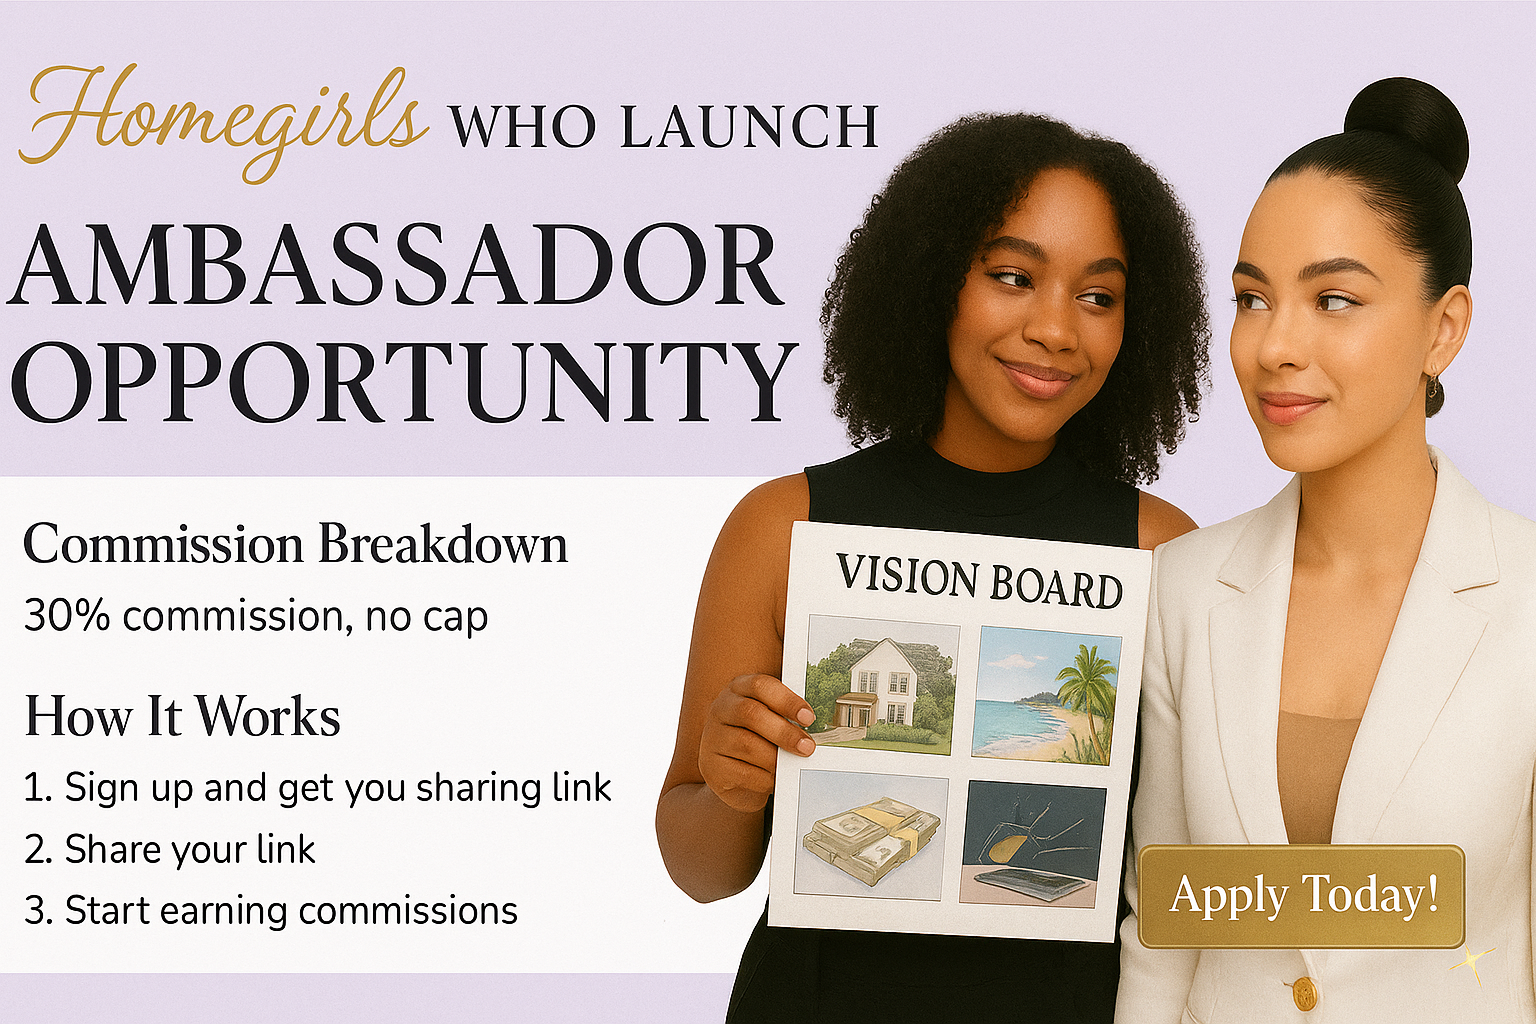 Homegirls WHO LAUNCH
AMBASSADOR
OPPORTUNITY
Commission Breakdown
30% commission, no cap
How It Works
1. Sign up and get you sharing link
2. Share your link
3. Start earning commissions
VISION BOARD
Apply Today!